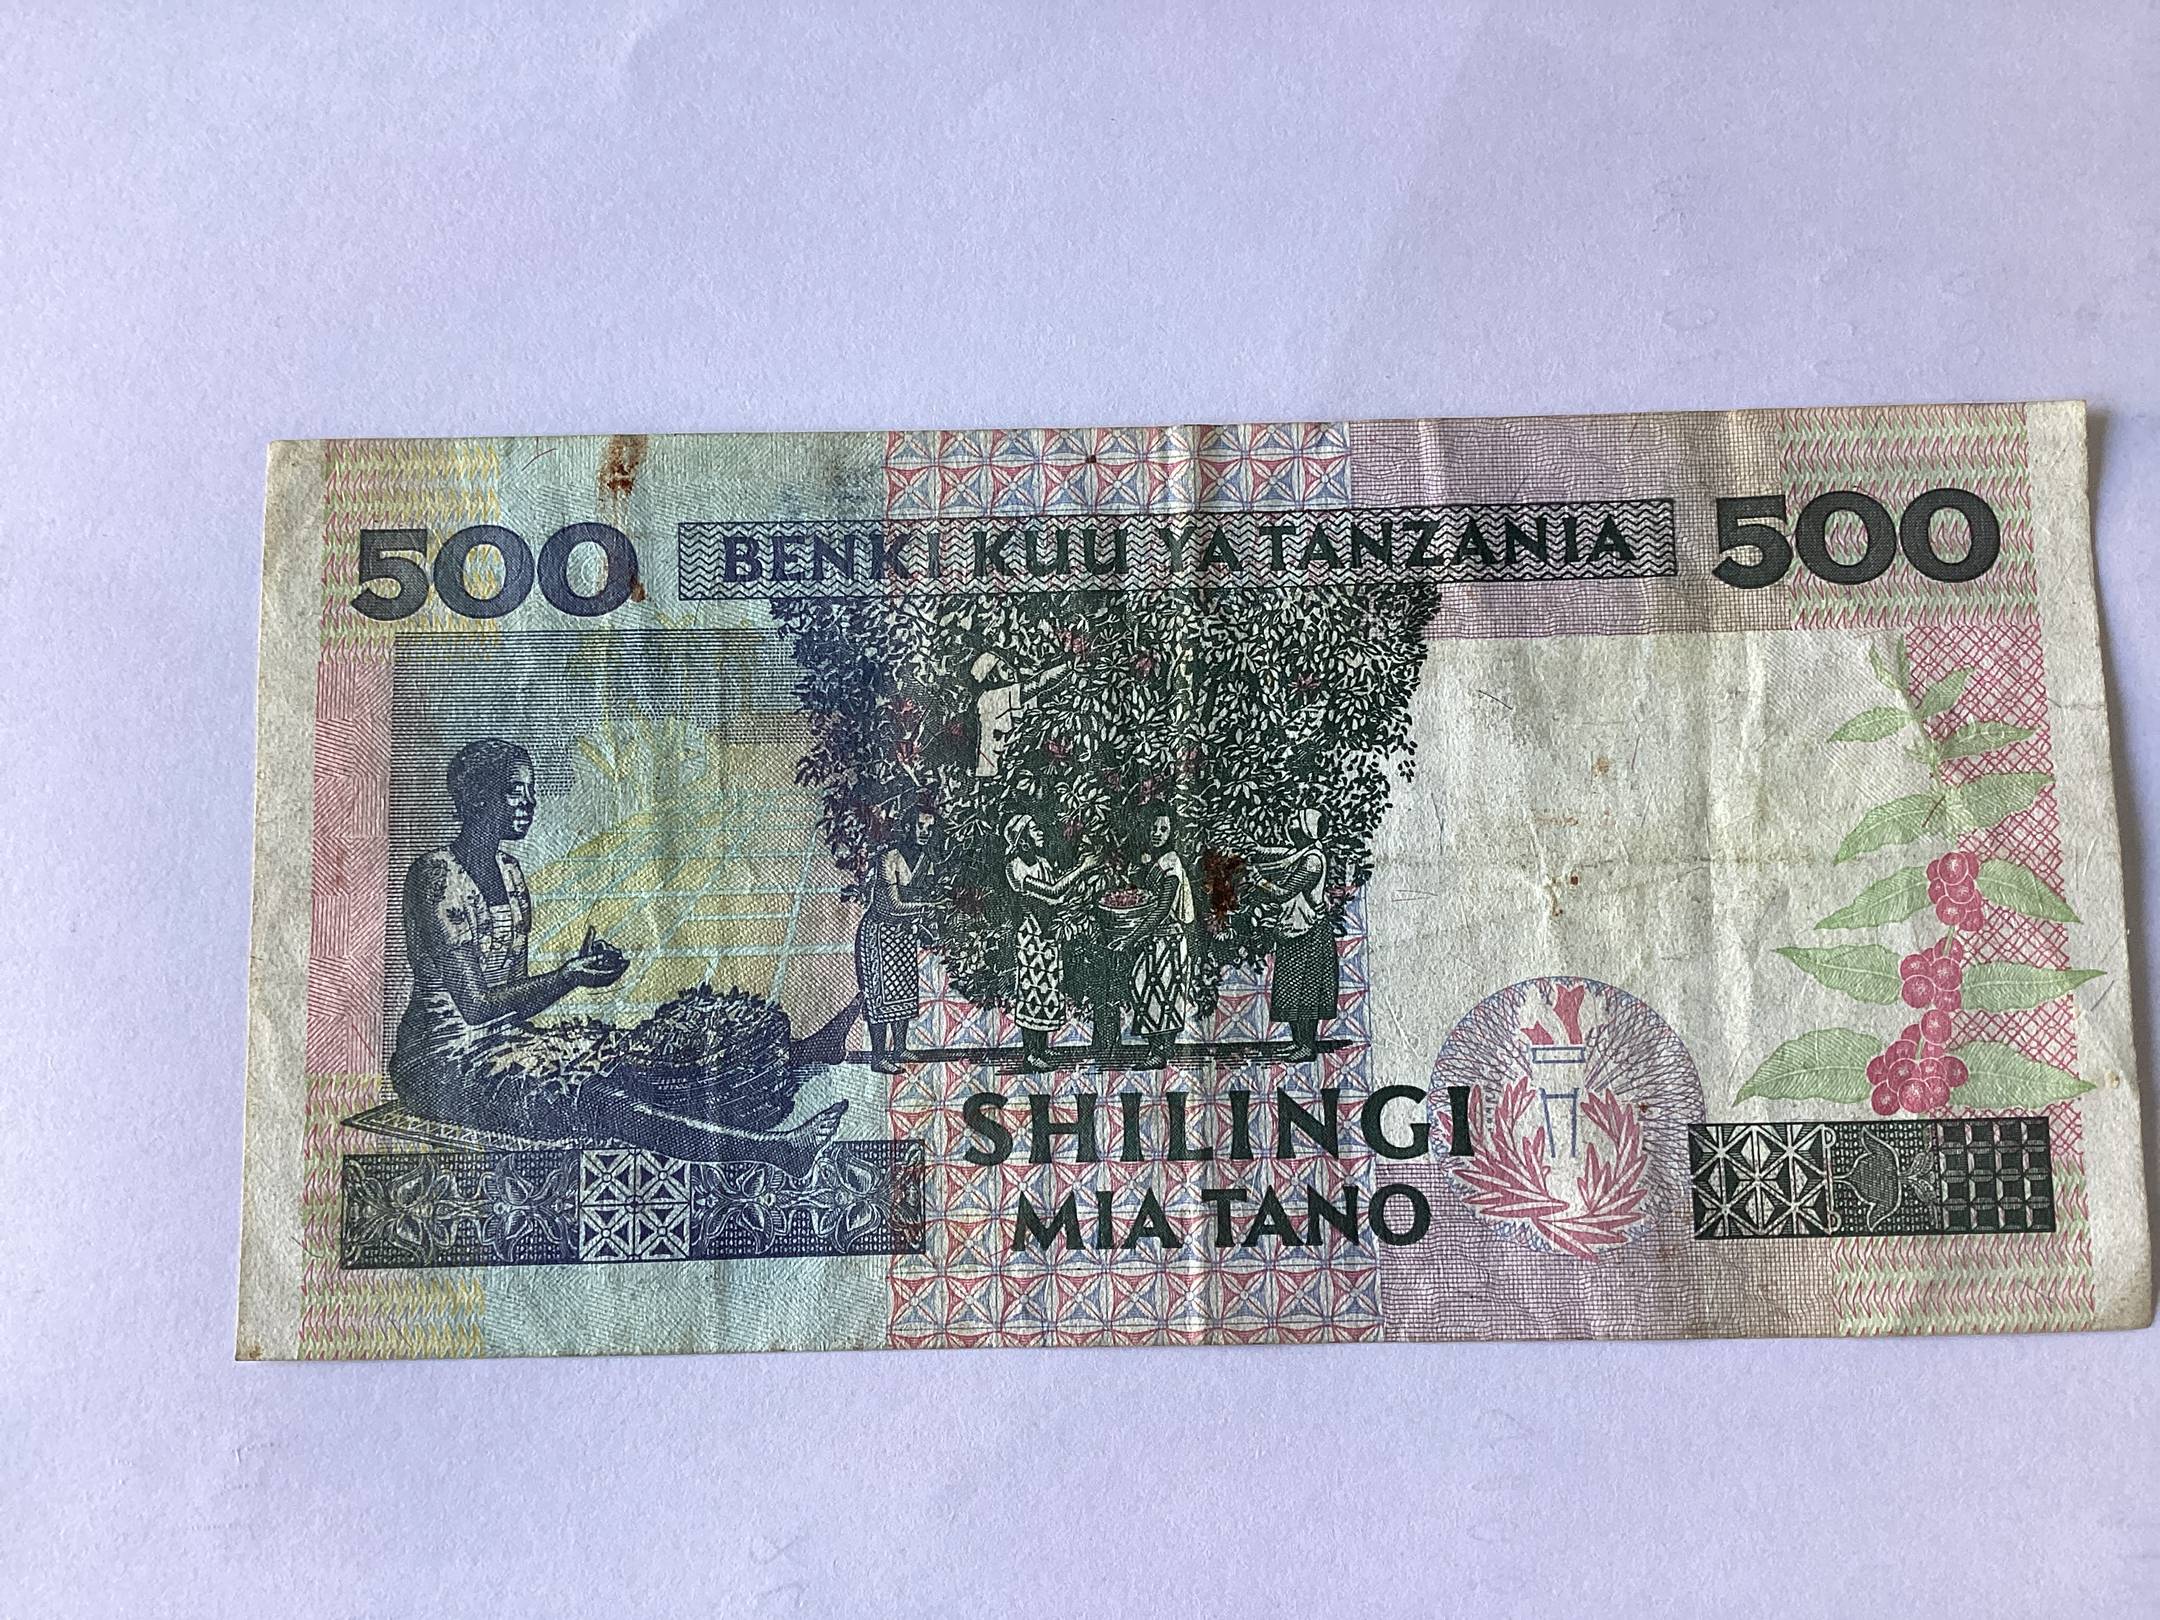 500 BENKI KUU YA TANZANIA 500
SHILINGI
MIA TANO